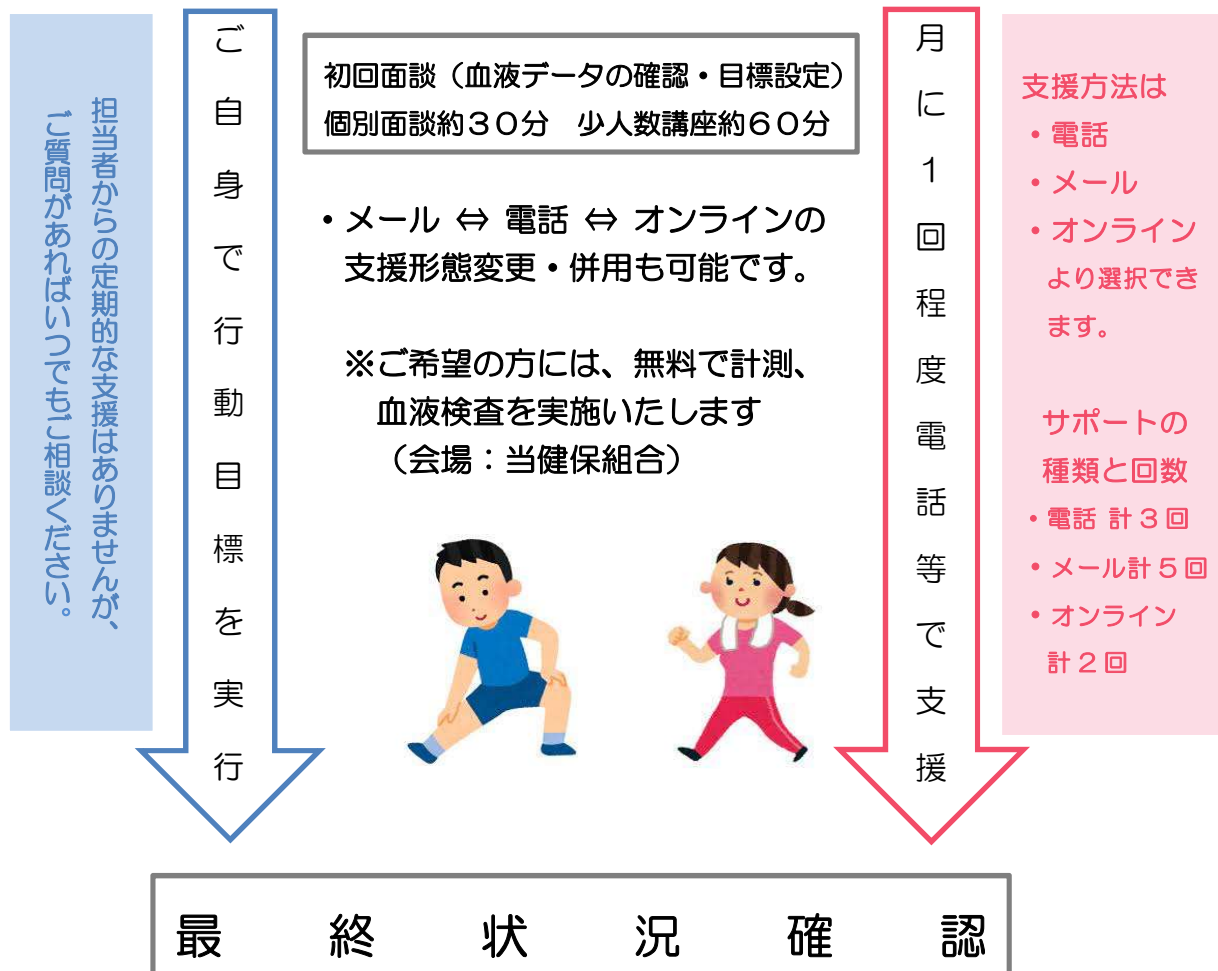 担当者からの定期的な支援はありませんが、
ご質問があればいつでもご相談ください。
ご自身で行動目標を実行
初回面談（血液データの確認・目標設定）
個別面談約３０分　少人数講座約６０分
・メール ⇔ 電話 ⇔ オンラインの
支援形態変更・併用も可能です。
※ご希望の方には、無料で計測、
血液検査を実施いたします
（会場：当健保組合）
月に１回程度電話等で支援
支援方法は
・電話
・メール
・オンライン
より選択でき
ます。
サポートの
種類と回数
・電話 計３回
・メール計５回
・オンライン
計２回
最終状況確認